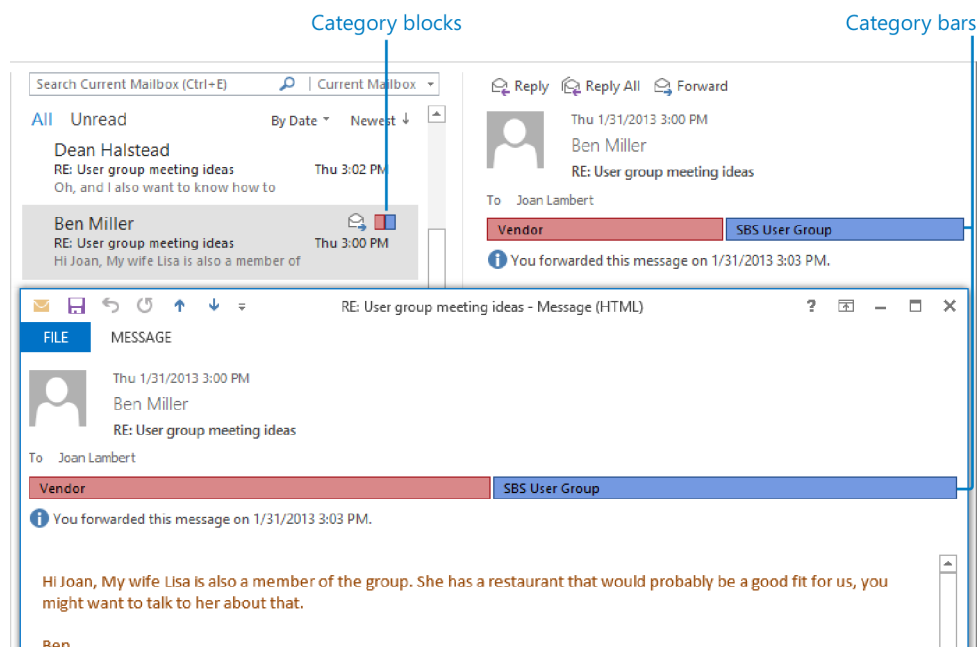 Category blocks
Category bars
Search Current Mailbox (Ctrl+E)
Current Mailbox
All Unread
By Date Newest
Dean Halstead
RE: User group meeting ideas Thu 3:02 PM
Oh, and I also want to know how to
Ben Miller
RE: User group meeting ideas Thu 3:00 PM
Hi Joan, My wife Lisa is also a member of
Reply Reply All Forward
Thu 1/31/2013 3:00 PM
Ben Miller
RE: User group meeting ideas
To Joan Lambert
Vendor SBS User Group
You forwarded this message on 1/31/2013 3:03 PM.
RE: User group meeting ideas - Message (HTML)
?
FILE MESSAGE
Thu 1/31/2013 3:00 PM
Ben Miller
RE: User group meeting ideas
To Joan Lambert
Vendor SBS User Group
You forwarded this message on 1/31/2013 3:03 PM.
Hi Joan, My wife Lisa is also a member of the group. She has a restaurant that would probably be a good fit for us, you
might want to talk to her about that.
Ben